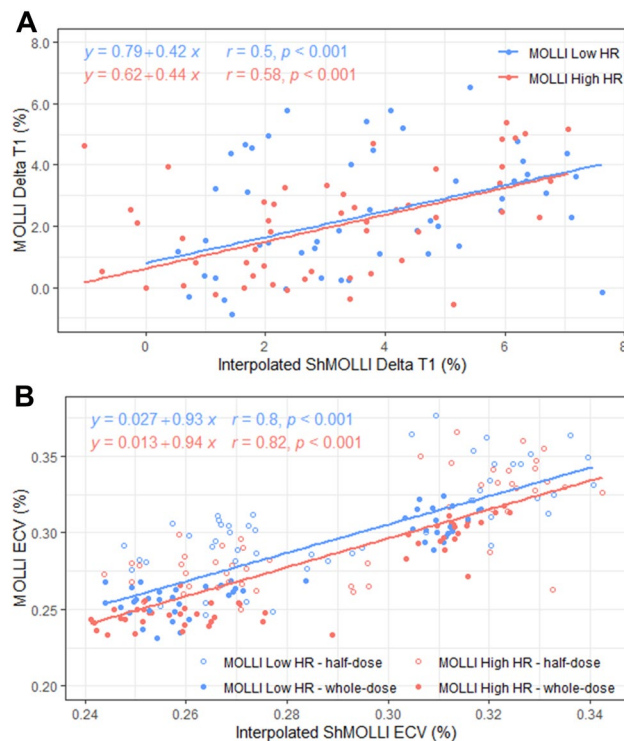 A
y = 0.79+0.42 x r = 0.5, p < 0.001
y = 0.62+0.44 x r = 0.58, p < 0.001
MOLLI Low HR
MOLLI High HR
MOLLI Delta T1 (%)
8.0
6.0
4.0
2.0
0.0
0 2 4 6 8
Interpolated ShMOLLI Delta T1 (%)
B
y = 0.027+0.93 x r = 0.8, p < 0.001
y = 0.013+0.94 x r = 0.82, p < 0.001
MOLLI ECV (%)
0.35
0.30
0.25
0.20
MOLLI Low HR - half-dose MOLLI High HR - half-dose
MOLLI Low HR - whole-dose MOLLI High HR - whole-dose
0.24 0.26 0.28 0.30 0.32 0.34
Interpolated ShMOLLI ECV (%)